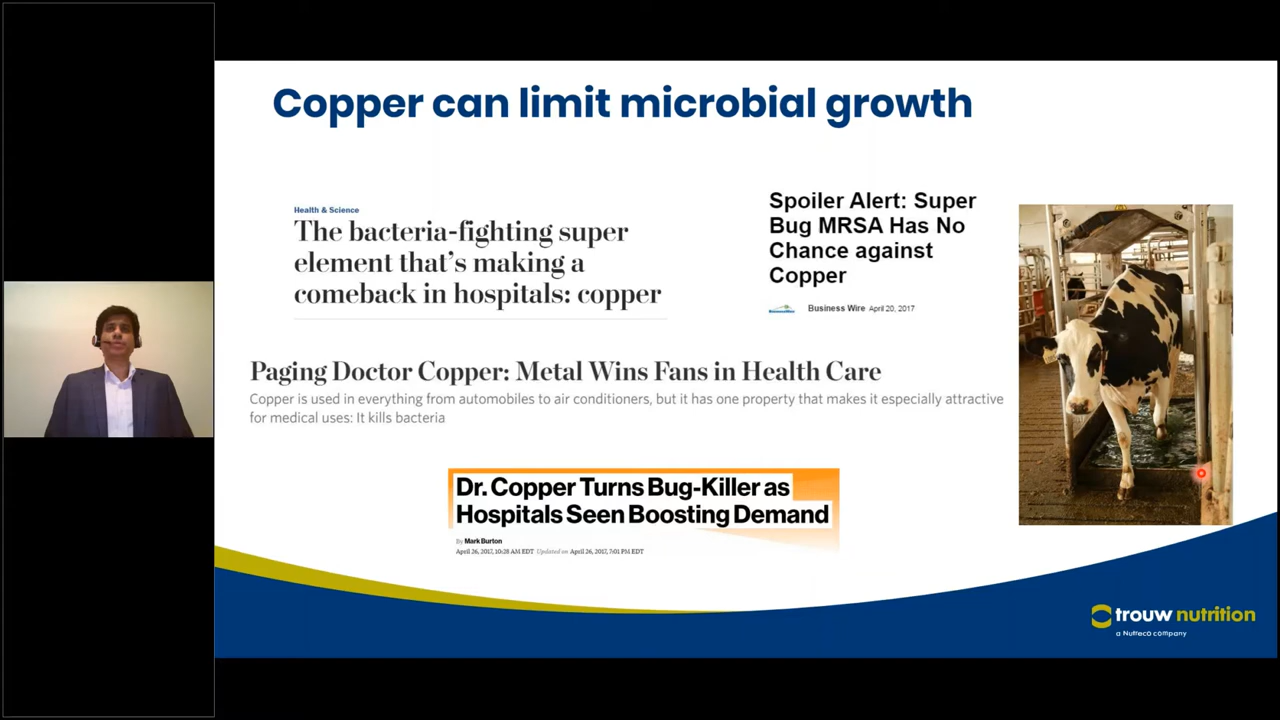 Copper can limit microbial growth
Health & Science
The bacteria-fighting super
element that's making a
comeback in hospitals: copper
Spoiler Alert: Super
Bug MRSA Has No
Chance against
Copper
Business Wire April 20, 2017
Paging Doctor Copper: Metal Wins Fans in Health Care
Copper is used in everything from automobiles to air conditioners, but it has one property that makes it especially attractive
for medical uses: It kills bacteria
Dr. Copper Turns Bug-Killer as
Hospitals Seen Boosting Demand
By Mark Burton
April 26, 2017, 10:28 AM EDT Updated on April 26, 2017, 7:01 PM EDT
trouw nutrition
a Nutreco company